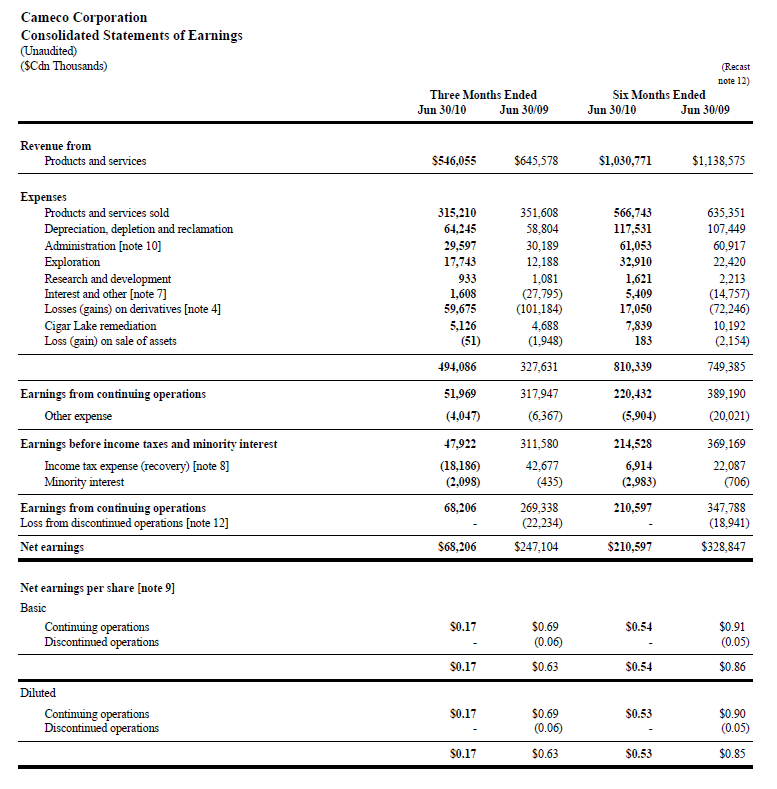 Cameco Corporation
Consolidated Statements of Earnings
(Unaudited)
($Cdn Thousands)
(Recast
note 12)
Three Months Ended Six Months Ended
Jun 30/10 Jun 30/09 Jun 30/10 Jun 30/09
Revenue from
Products and services $546,055 $645,578 $1,030,771 $1,138,575
Expenses
Products and services sold 315,210 351,608 566,743 635,351
Depreciation, depletion and reclamation 64,245 58,804 117,531 107,449
Administration [note 10] 29,597 30,189 61,053 60,917
Exploration 17,743 12,188 32,910 22,420
Research and development 933 1,081 1,621 2,213
Interest and other [note 7] 1,608 (27,795) 5,409 (14,757)
Losses (gains) on derivatives [note 4] 59,675 (101,184) 17,050 (72,246)
Cigar Lake remediation 5,126 4,688 7,839 10,192
Loss (gain) on sale of assets (51) (1,948) 183 (2,154)
494,086 327,631 810,339 749,385
Earnings from continuing operations 51,969 317,947 220,432 389,190
Other expense (4,047) (6,367) (5,904) (20,021)
Earnings before income taxes and minority interest 47,922 311,580 214,528 369,169
Income tax expense (recovery) [note 8] (18,186) 42,677 6,914 22,087
Minority interest (2,098) (435) (2,983) (706)
Earnings from continuing operations 68,206 269,338 210,597 347,788
Loss from discontinued operations [note 12] - (22,234) - (18,941)
Net earnings $68,206 $247,104 $210,597 $328,847
Net earnings per share [note 9]
Basic
Continuing operations $0.17 $0.69 $0.54 $0.91
Discontinued operations - (0.06) - (0.05)
$0.17 $0.63 $0.54 $0.86
Diluted
Continuing operations $0.17 $0.69 $0.53 $0.90
Discontinued operations - (0.06) - (0.05)
$0.17 $0.63 $0.53 $0.85